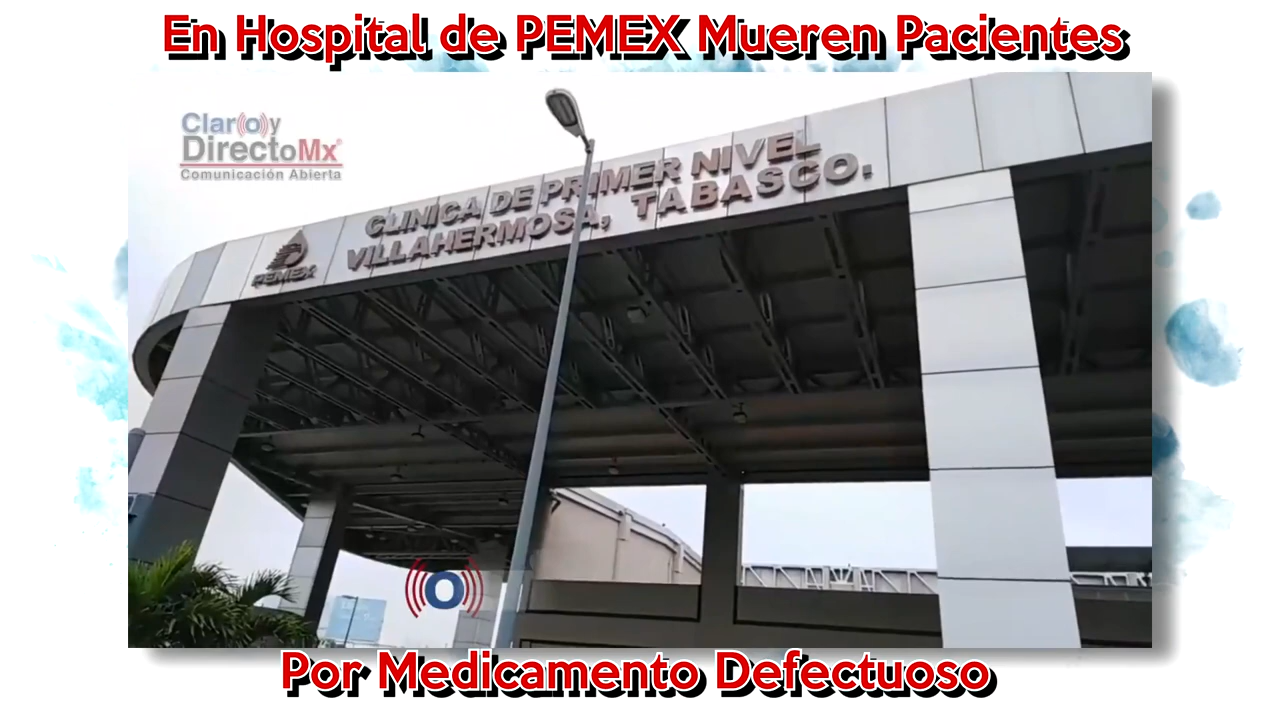 En Hospital de PEMEX Mueren Pacientes
Clar(o)y
DirectoMx®
Comunicación Abierta
CLINICA DE PRIMER NIVEL
VILLAHERMOSA, TABASCO.
PEMEX
Por Medicamento Defectuoso